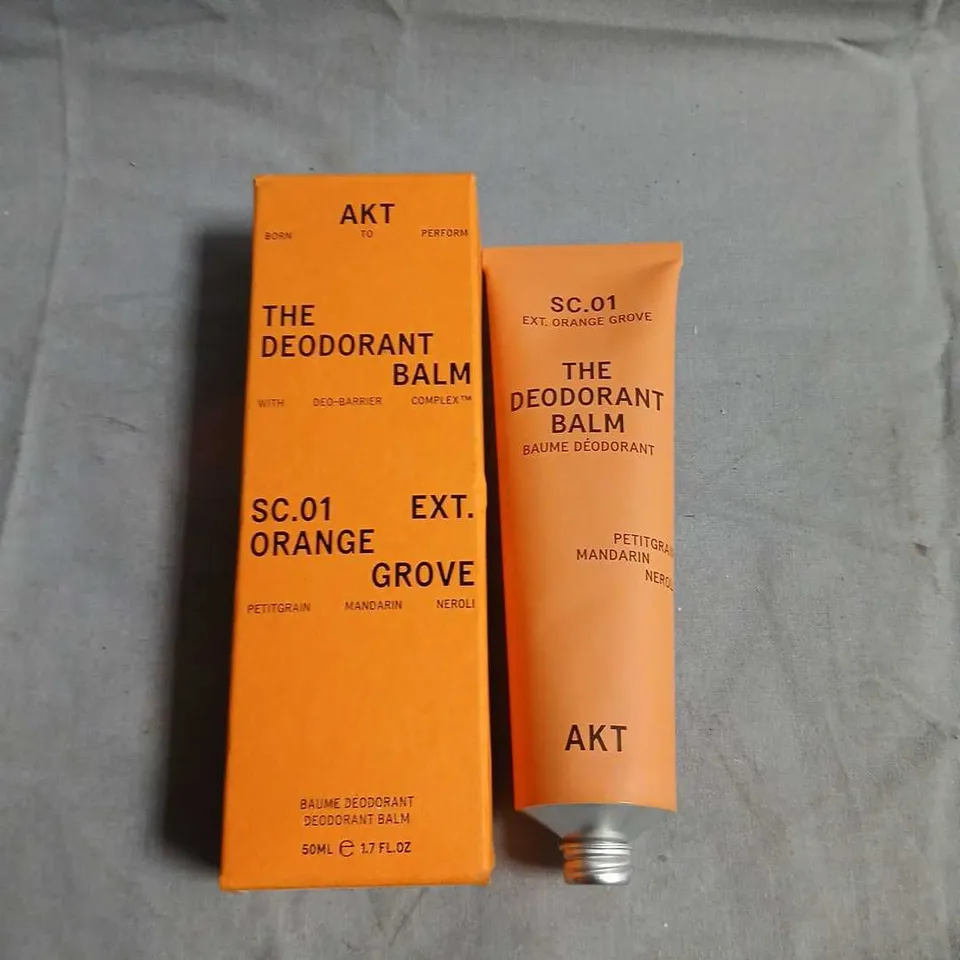 AKT
BORN TO PERFORM
THE
DEODORANT
BALM
WITH DEO-BARRIER COMPLEX™
SC.01 EXT.
ORANGE
GROVE
PETITGRAIN MANDARIN NEROLI
BAUME DÉODORANT
DEODORANT BALM
50ML ℮ 1.7 FL.OZ
SC.01
EXT. ORANGE GROVE
THE
DEODORANT
BALM
BAUME DÉODORANT
PETITGRAIN
MANDARIN
NEROLI
AKT